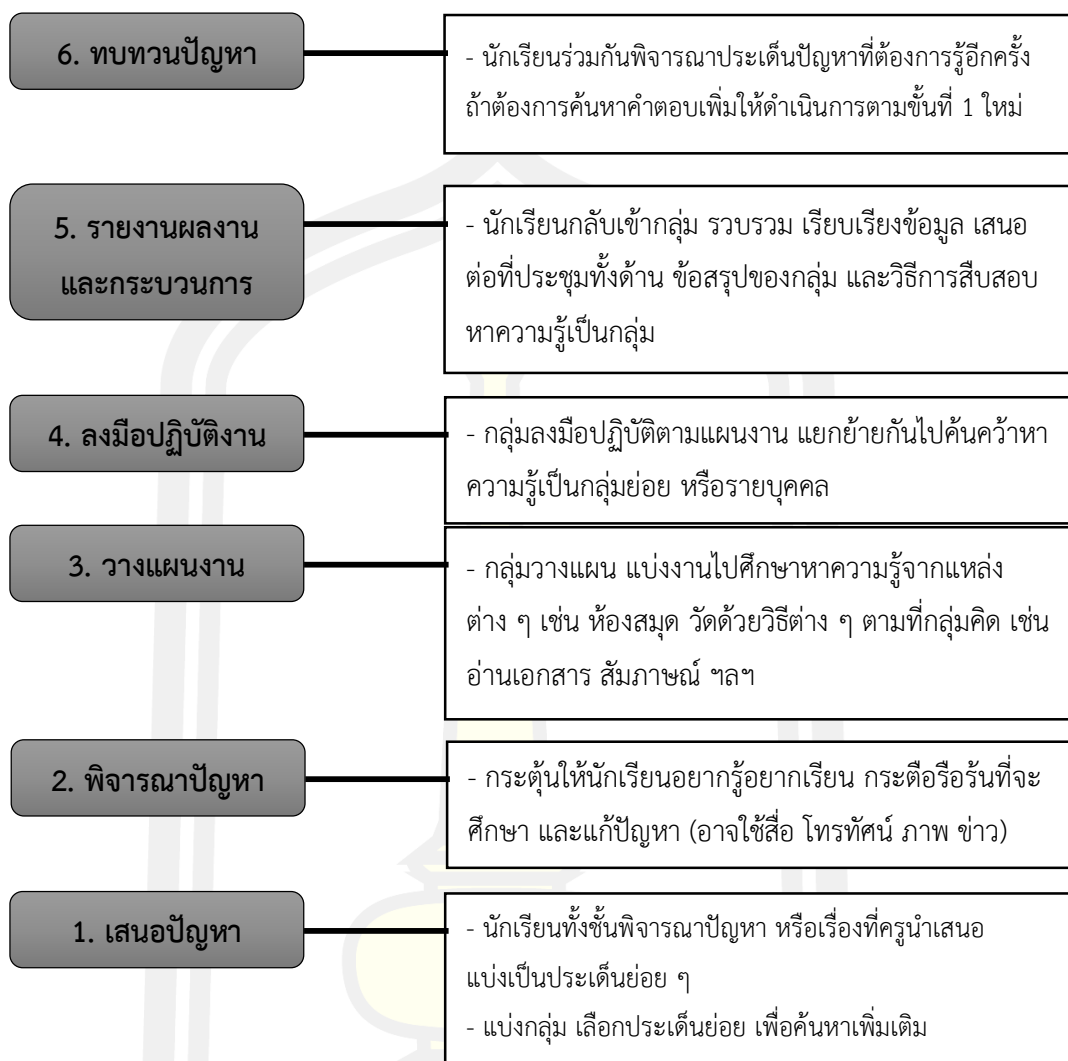 6. ทบทวนปัญหา
- นักเรียนร่วมกันพิจารณาประเด็นปัญหาที่ต้องการรู้อีกครั้ง
ถ้าต้องการค้นหาคำตอบเพิ่มให้ดำเนินการตามขั้นที่ 1 ใหม่
5. รายงานผลงาน
และกระบวนการ
- นักเรียนกลับเข้ากลุ่ม รวบรวม เรียบเรียงข้อมูล เสนอ
ต่อที่ประชุมทั้งด้าน ข้อสรุปของกลุ่ม และวิธีการสืบสอบ
หาความรู้เป็นกลุ่ม
4. ลงมือปฏิบัติงาน
- กลุ่มลงมือปฏิบัติตามแผนงาน แยกย้ายกันไปค้นคว้าหา
ความรู้เป็นกลุ่มย่อย หรือรายบุคคล
3. วางแผนงาน
- กลุ่มวางแผน แบ่งงานไปศึกษาหาความรู้จากแหล่ง
ต่าง ๆ เช่น ห้องสมุด วัดด้วยวิธีต่าง ๆ ตามที่กลุ่มคิด เช่น
อ่านเอกสาร สัมภาษณ์ ฯลฯ
2. พิจารณาปัญหา
- กระตุ้นให้นักเรียนอยากรู้อยากเรียน กระตือรือร้นที่จะ
ศึกษา และแก้ปัญหา (อาจใช้สื่อ โทรทัศน์ ภาพ ข่าว)
1. เสนอปัญหา
- นักเรียนทั้งชั้นพิจารณาปัญหา หรือเรื่องที่ครูนำเสนอ
แบ่งเป็นประเด็นย่อย ๆ
- แบ่งกลุ่ม เลือกประเด็นย่อย เพื่อค้นหาเพิ่มเติม